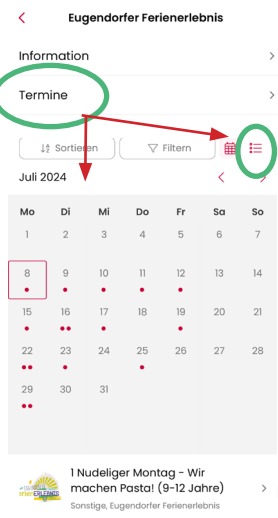 Eugendorfer Ferienerlebnis
Information
Termine
Sortieren Filtern
Juli 2024
Mo Di Mi Do Fr Sa So
1 2 3 4 5 6 7
8 9 10 11 12 13 14
15 16 17 18 19 20 21
22 23 24 25 26 27 28
29 30 31
1 Nudeliger Montag - Wir
machen Pasta! (9-12 Jahre)
Sonstige, Eugendorfer Ferienerlebnis